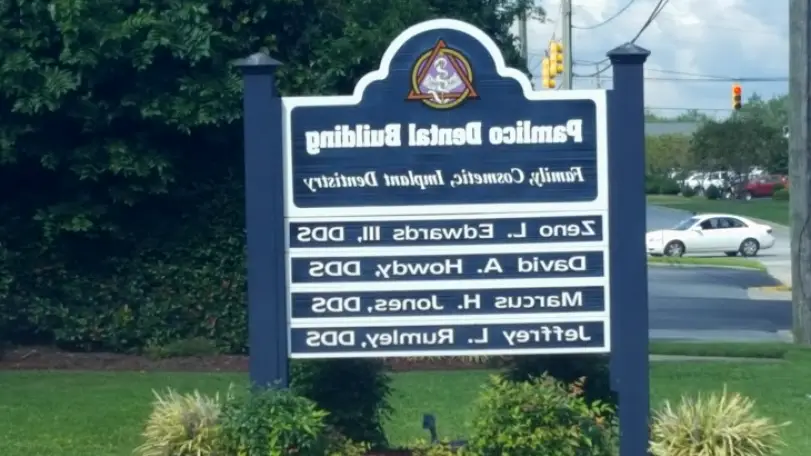 Pamlico Dental Building
Family, Cosmetic, Implant Dentistry
Zeno L. Edwards, III, DDS
David A. Howdy, DDS
Marcus H. Jones, DDS
Jeffrey L. Rumley, DDS